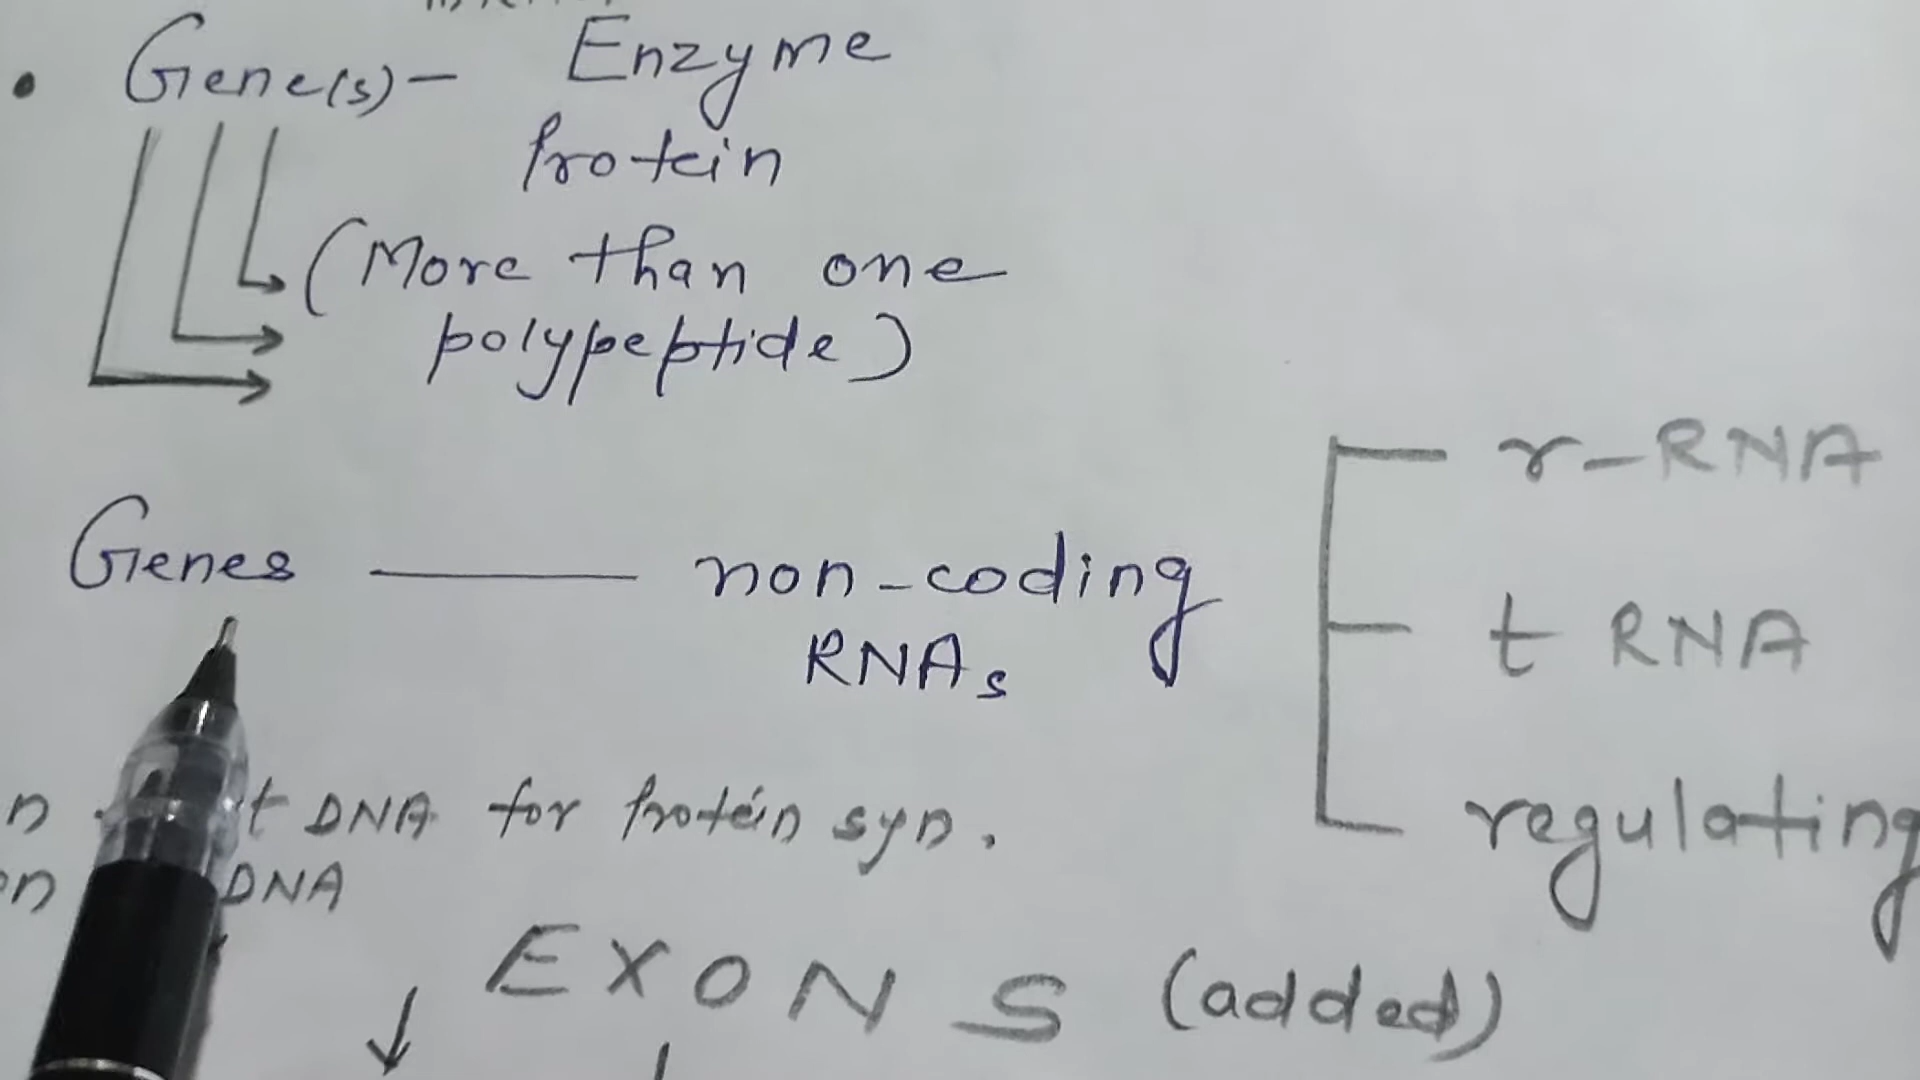 • Gene(s) - Enzyme
Protein
(More than one
polypeptide)
Genes — non-coding
RNAs
r-RNA
t RNA
regulating
n t DNA for Protein syn.
on DNA
EXONS (added)